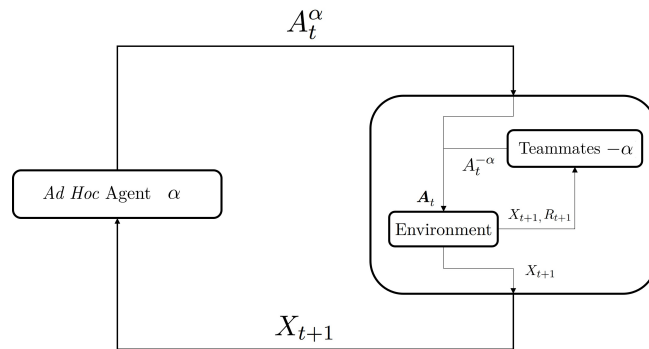 A_t^α
Teammates −α
A_t^{−α}
Ad Hoc Agent α
𝑨_t
X_{t+1}, R_{t+1}
Environment
X_{t+1}
X_{t+1}